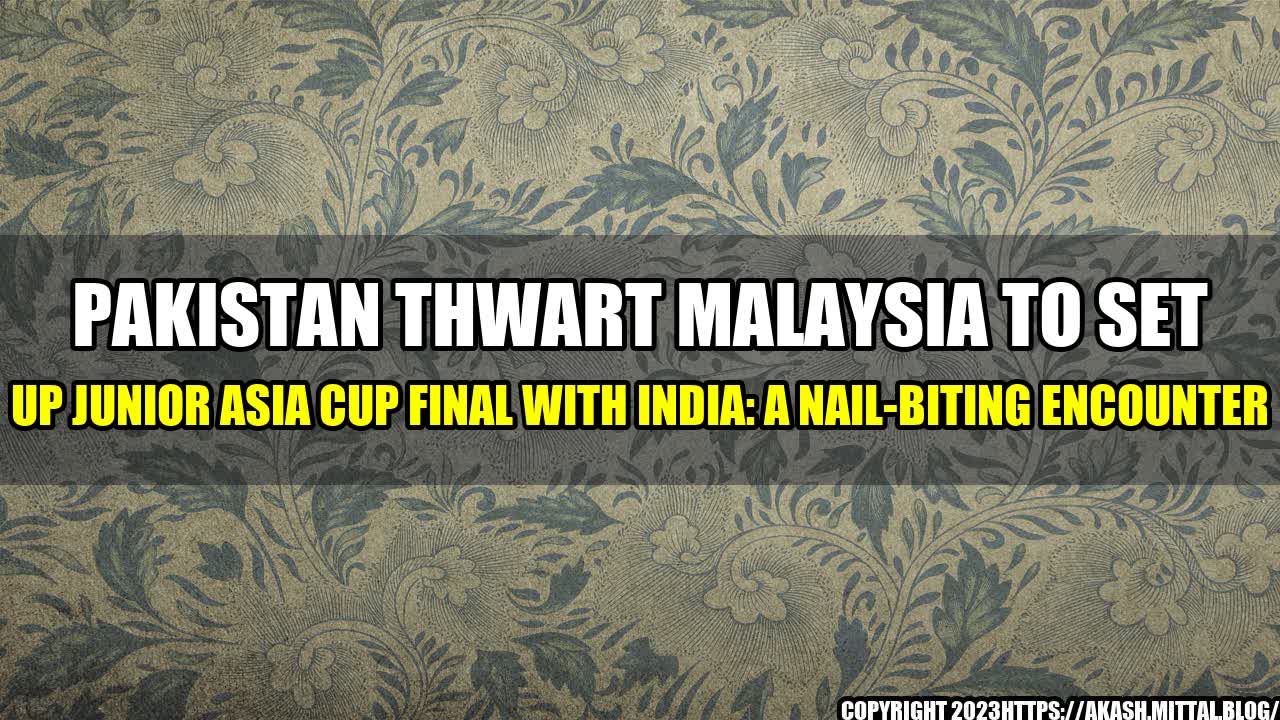 PAKISTAN THWART MALAYSIA TO SET
UP JUNIOR ASIA CUP FINAL WITH INDIA: A NAIL-BITING ENCOUNTER
COPYRIGHT 2023HTTPS://AKASH.MITTAL.BLOG/